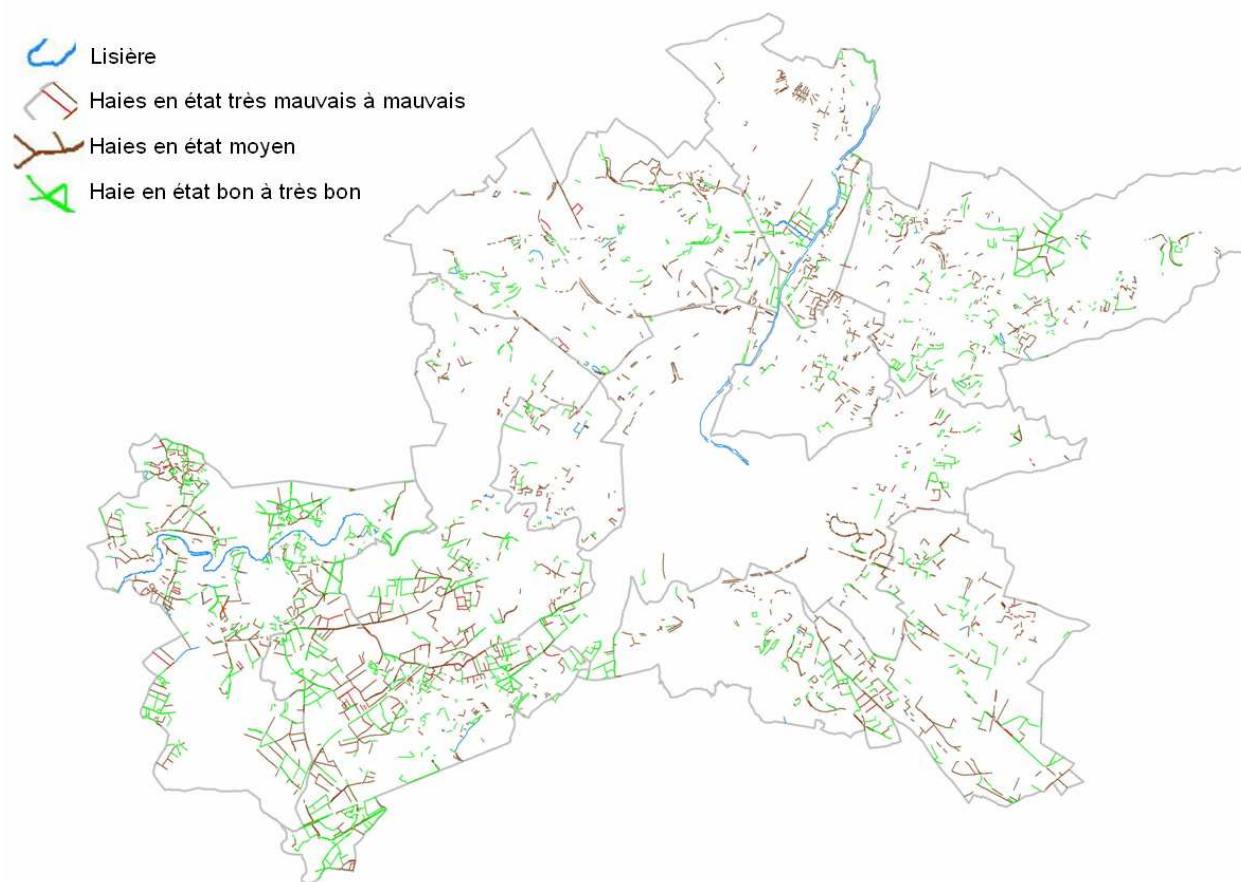 Lisière
Haies en état très mauvais à mauvais
Haies en état moyen
Haie en état bon à très bon